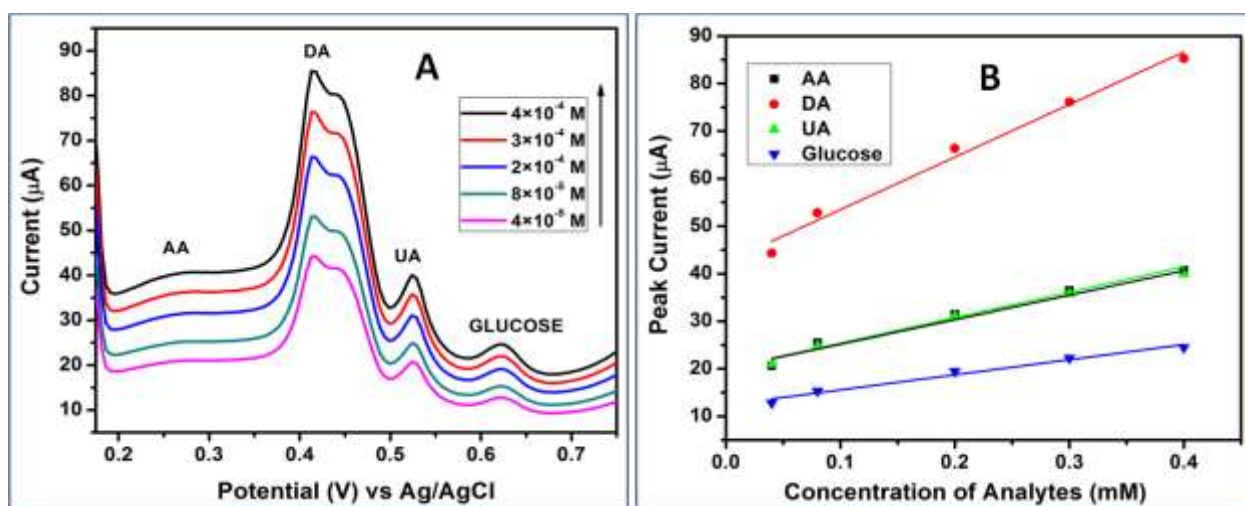 A
DA
AA
UA
GLUCOSE
4×10⁻⁴ M
3×10⁻⁴ M
2×10⁻⁴ M
8×10⁻⁵ M
4×10⁻⁵ M
90
80
70
60
50
40
30
20
10
Current (µA)
0.2 0.3 0.4 0.5 0.6 0.7
Potential (V) vs Ag/AgCl
B
AA
DA
UA
Glucose
90
80
70
60
50
40
30
20
10
Peak Current (µA)
0.0 0.1 0.2 0.3 0.4
Concentration of Analytes (mM)